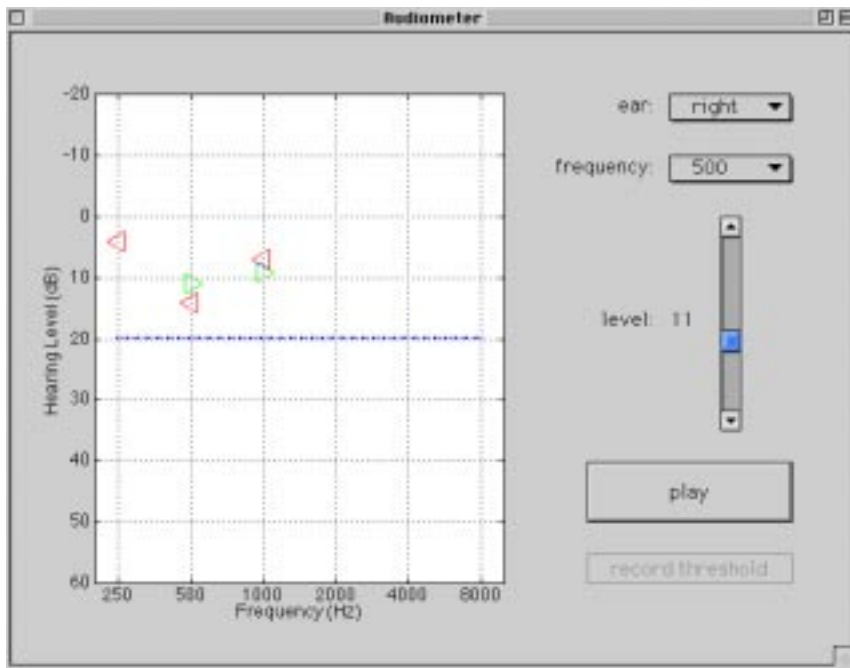 Audiometer
-20
-10
0
10
20
30
40
50
60
Hearing Level (dB)
250 500 1000 2000 4000 8000
Frequency (Hz)
ear: right
frequency: 500
level: 11
play
record threshold